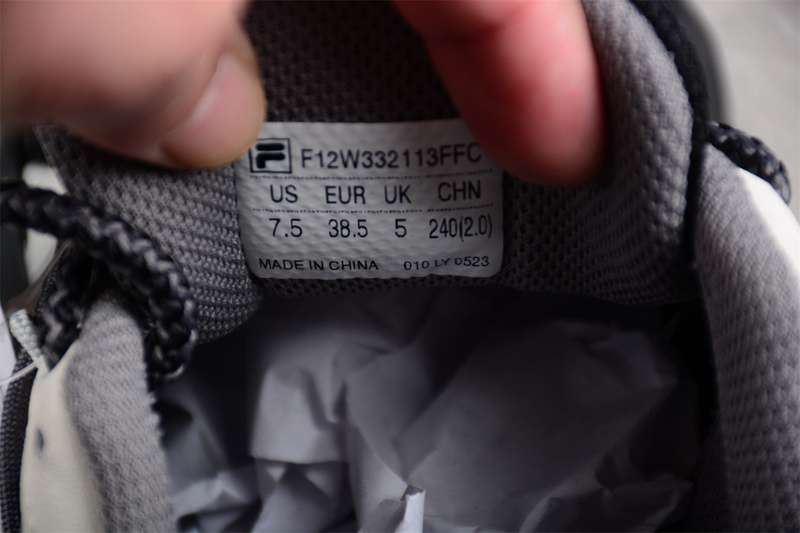 F F12W332113FFC
US EUR UK CHN
7.5 38.5 5 240(2.0)
MADE IN CHINA 010 LY 0523